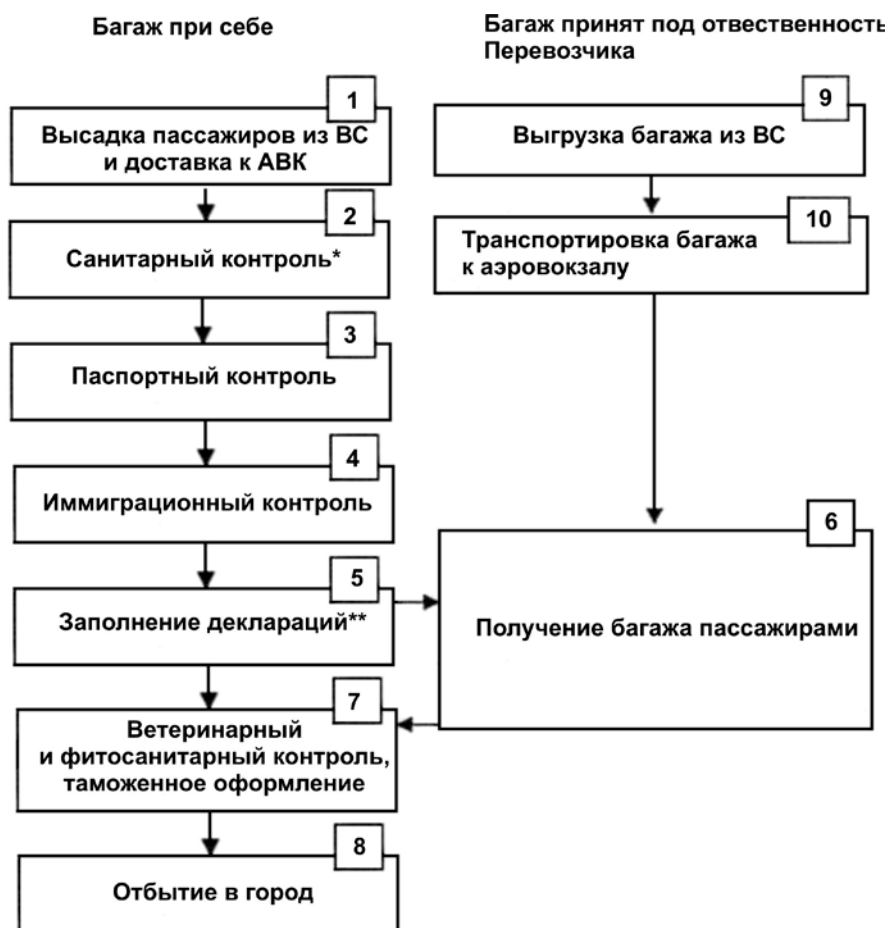 Багаж при себе
Багаж принят под отвественность
Перевозчика
1
Высадка пассажиров из ВС
и доставка к АВК
9
Выгрузка багажа из ВС
2
Санитарный контроль*
10
Транспортировка багажа
к аэровокзалу
3
Паспортный контроль
4
Иммиграционный контроль
5
Заполнение деклараций**
6
Получение багажа пассажирами
7
Ветеринарный
и фитосанитарный контроль,
таможенное оформление
8
Отбытие в город